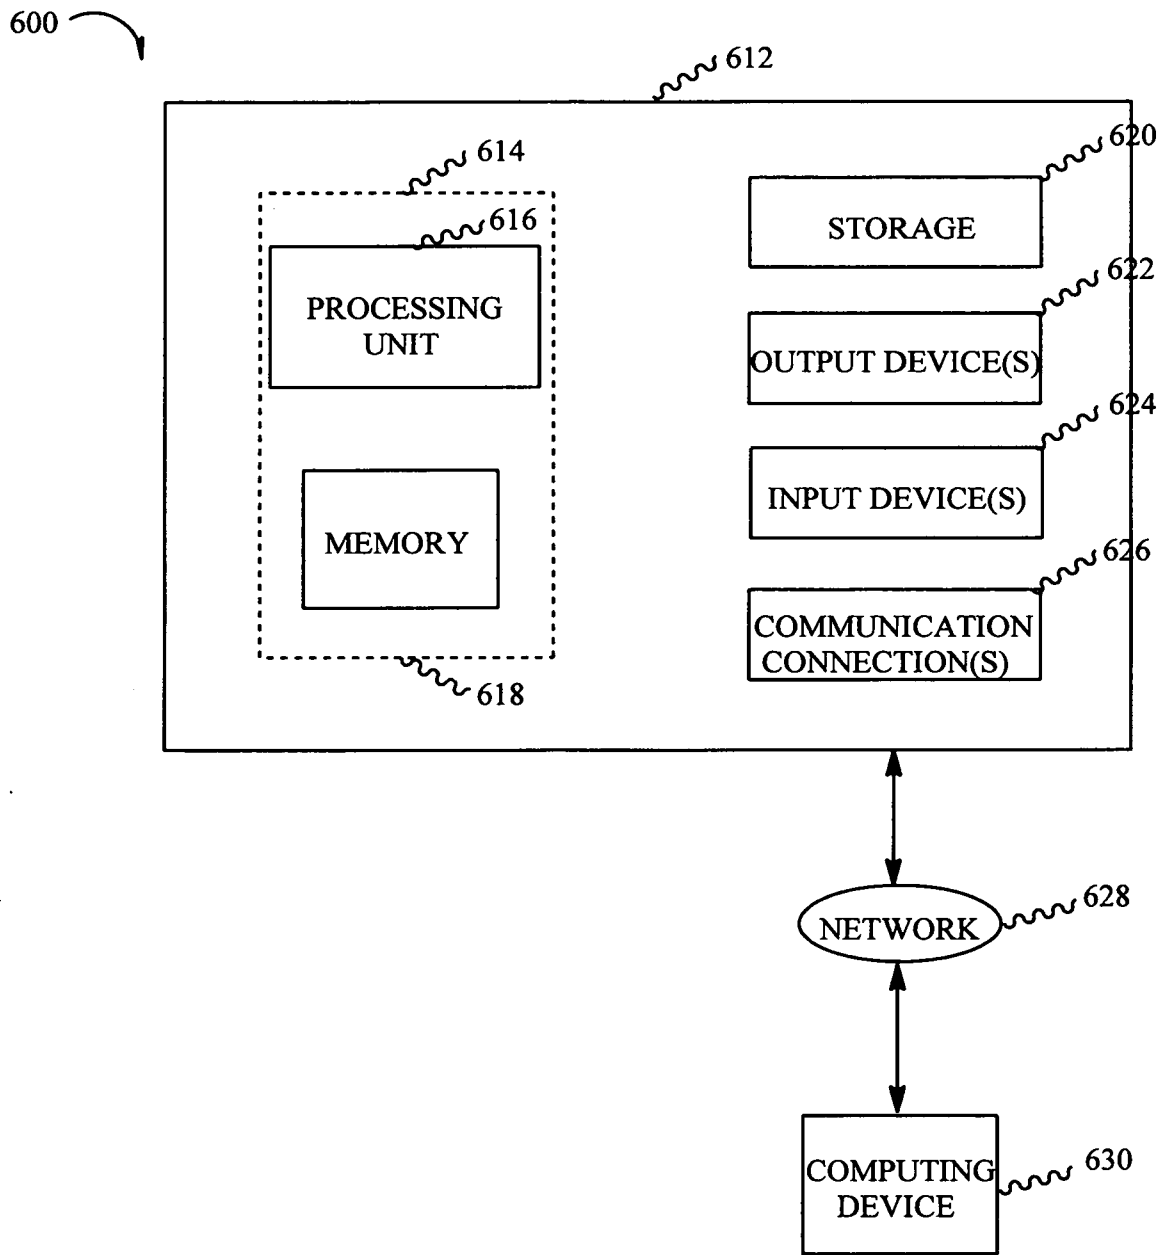 600
612
614
620
616
STORAGE
622
PROCESSING
UNIT
OUTPUT DEVICE(S)
624
INPUT DEVICE(S)
MEMORY
626
COMMUNICATION
CONNECTION(S)
618
NETWORK
628
COMPUTING
DEVICE
630